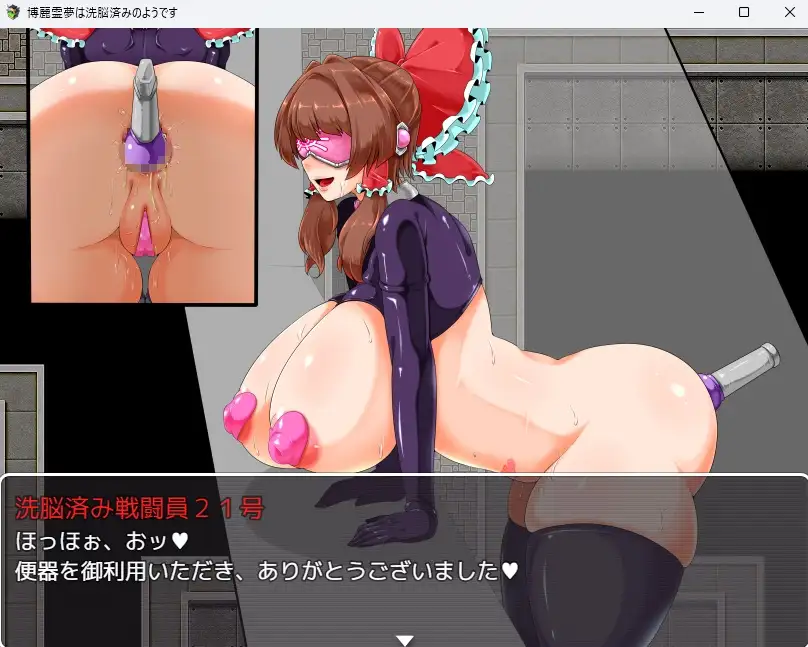 博麗霊夢は洗脳済みのようです
洗脳済み戦闘員２１号
ほっほぉ、おッ♥
便器を御利用いただき、ありがとうございました♥